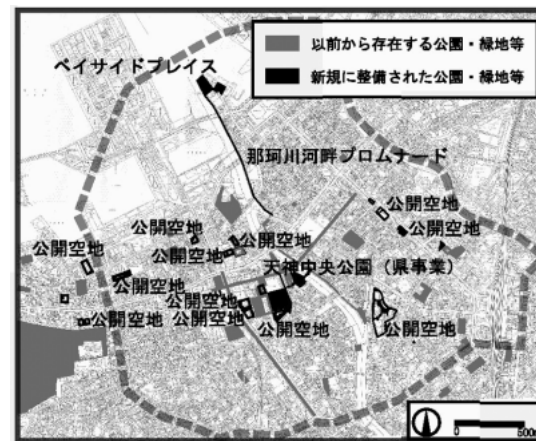 以前から存在する公園・緑地等
新規に整備された公園・緑地等
ベイサイドプレイス
那珂川河畔プロムナード
公開空地
公開空地
公開空地
公開空地
公開空地
公開空地
天神中央公園（県事業）
公開空地
公開空地
公開空地
公開空地
公開空地
0 500m